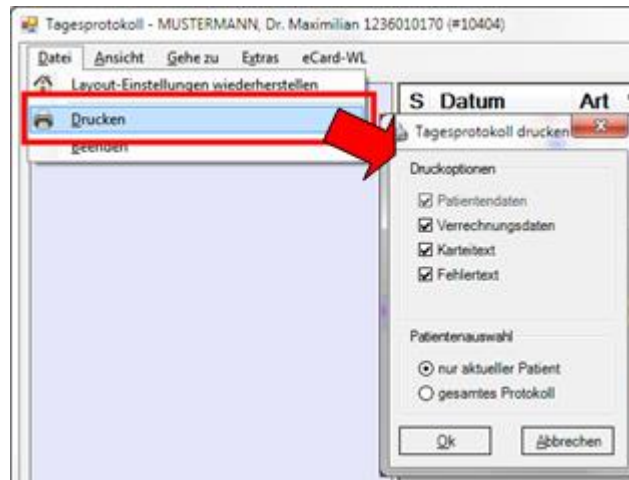 Tagesprotokoll - MUSTERMANN, Dr. Maximilian 1236010170 (#10404)
Datei Ansicht Gehe zu Extras eCard-WL
Layout-Einstellungen wiederherstellen
Drucken
Beenden
S Datum Art
Tagesprotokoll drucken
Druckoptionen
Patientendaten
Verrechnungsdaten
Karteitext
Fehlertext
Patientenauswahl
nur aktueller Patient
gesamtes Protokoll
Ok Abbrechen